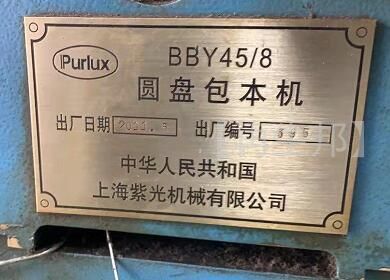 Purlux
BBY45/8
圆盘包本机
出厂日期 出厂编号
中华人民共和国
上海紫光机械有限公司